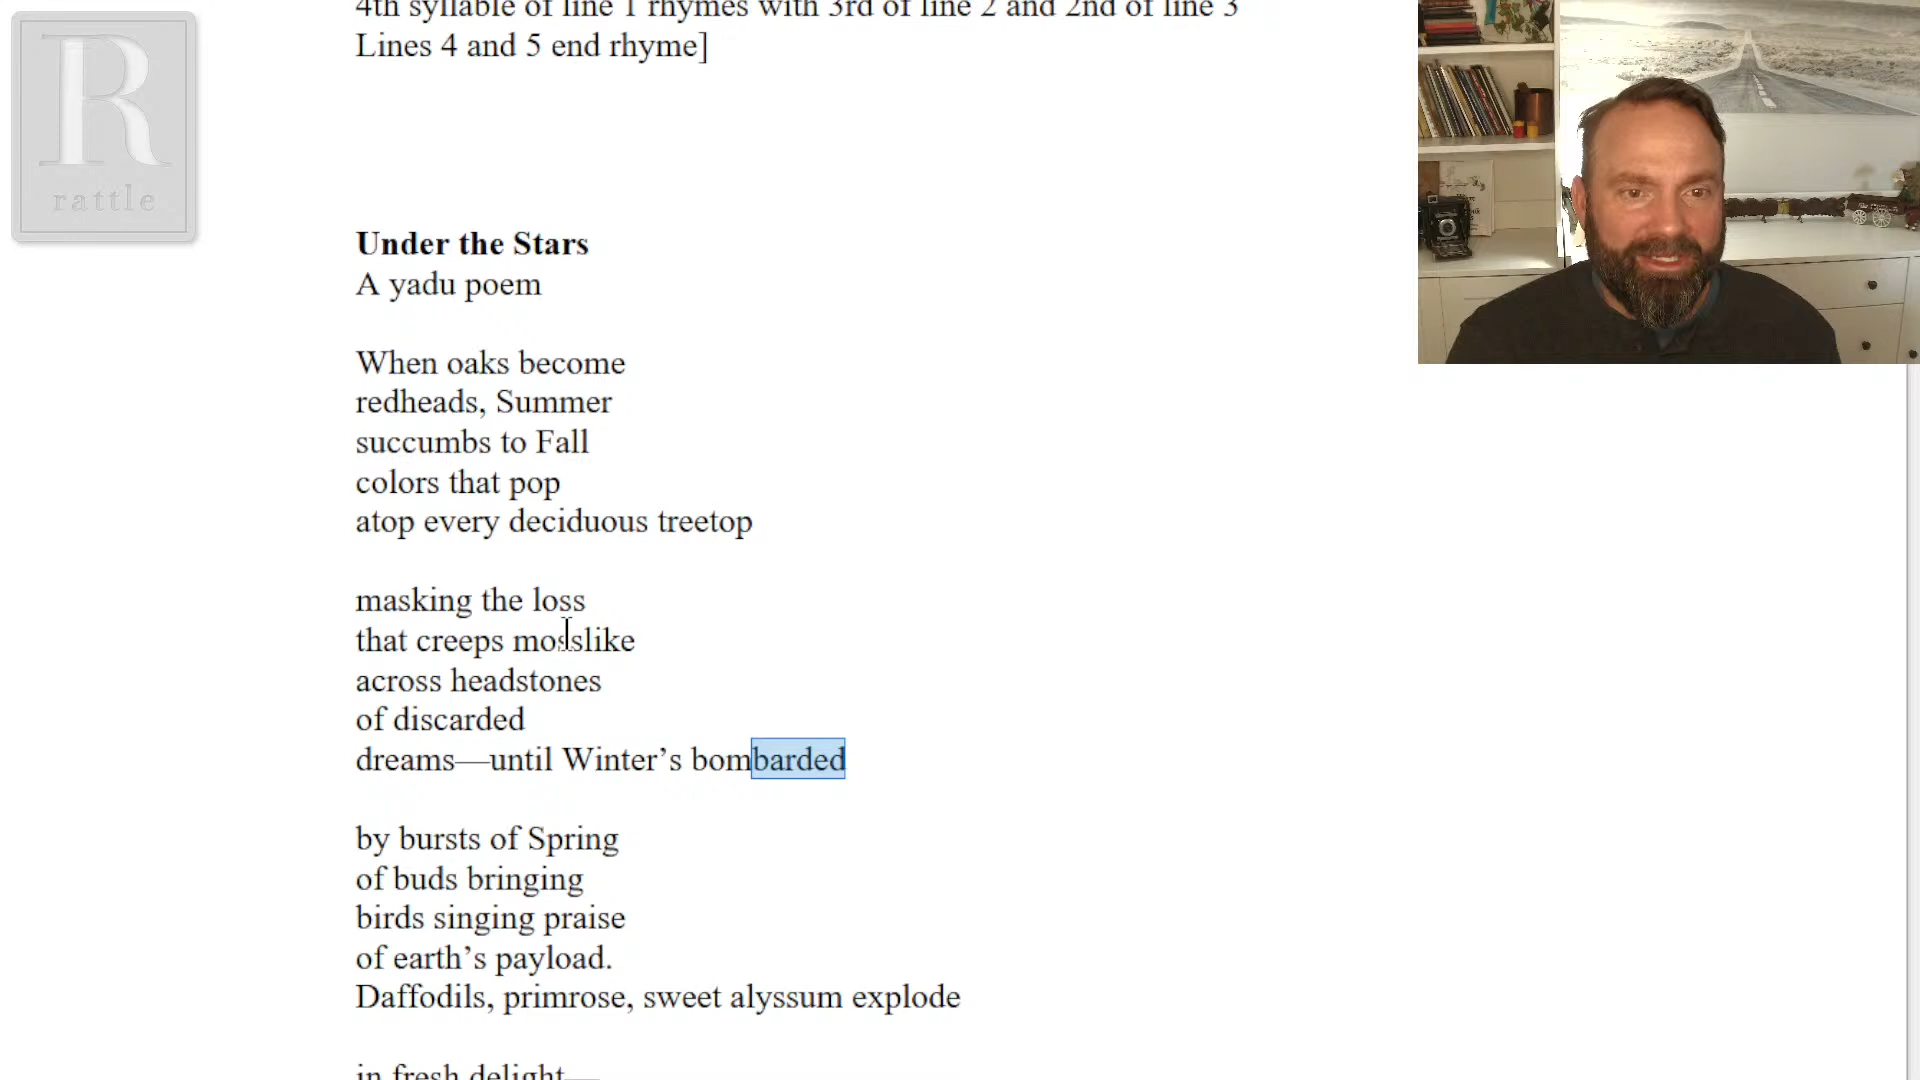 4th syllable of line 1 rhymes with 3rd of line 2 and 2nd of line 3
Lines 4 and 5 end rhyme]
R
rattle
Under the Stars
A yadu poem
When oaks become
redheads, Summer
succumbs to Fall
colors that pop
atop every deciduous treetop
masking the loss
that creeps mosslike
across headstones
of discarded
dreams—until Winter’s bombarded
by bursts of Spring
of buds bringing
birds singing praise
of earth’s payload.
Daffodils, primrose, sweet alyssum explode
in fresh delight—